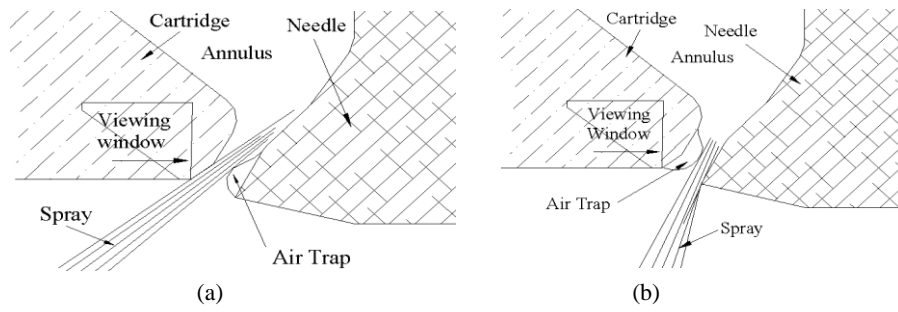 Cartridge
Needle
Annulus
Viewing
window
Spray
Air Trap
(a)
Cartridge
Needle
Annulus
Viewing
Window
Air Trap
Spray
(b)